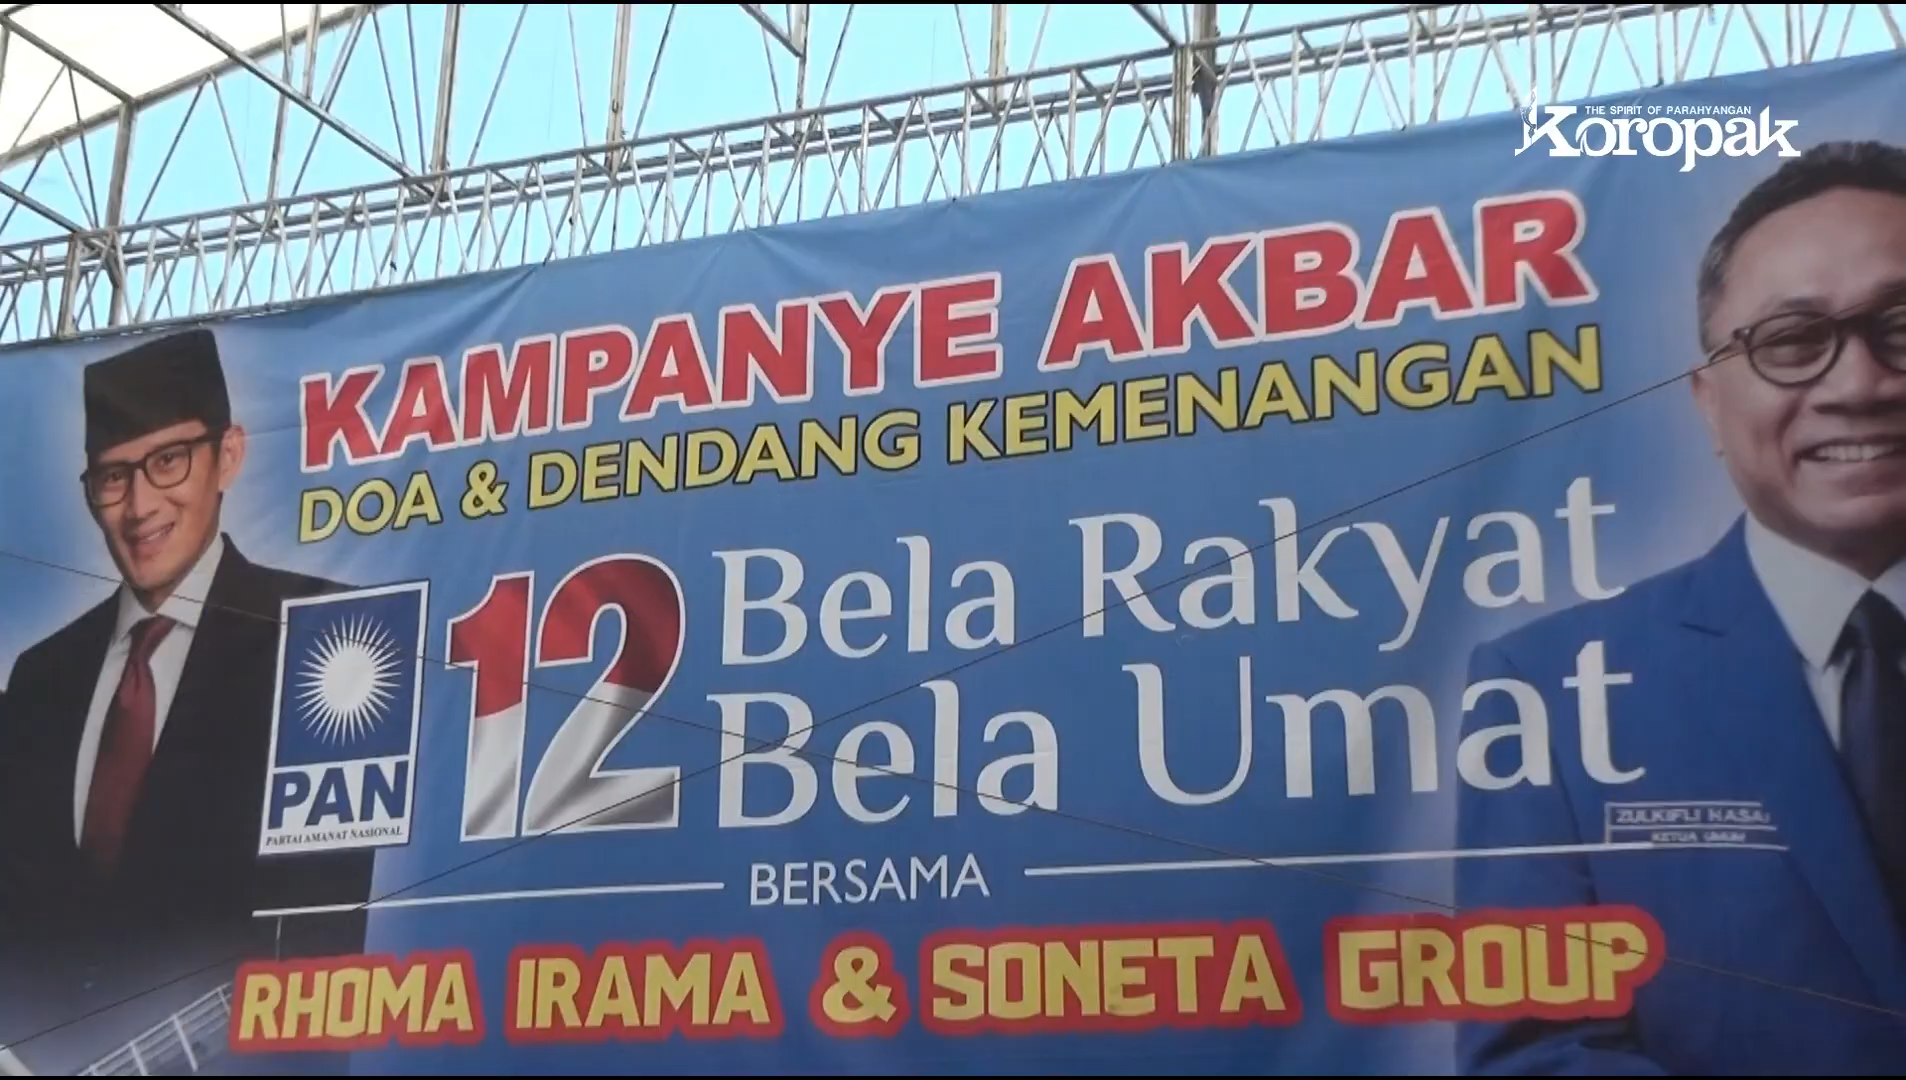 THE SPIRIT OF PARAHYANGAN
Koropak
KAMPANYE AKBAR
DOA & DENDANG KEMENANGAN
12 Bela Rakyat
Bela Umat
PAN
PARTAI AMANAT NASIONAL
ZULKIFLI HASA
KETUA UMUM
BERSAMA
RHOMA IRAMA & SONETA GROUP